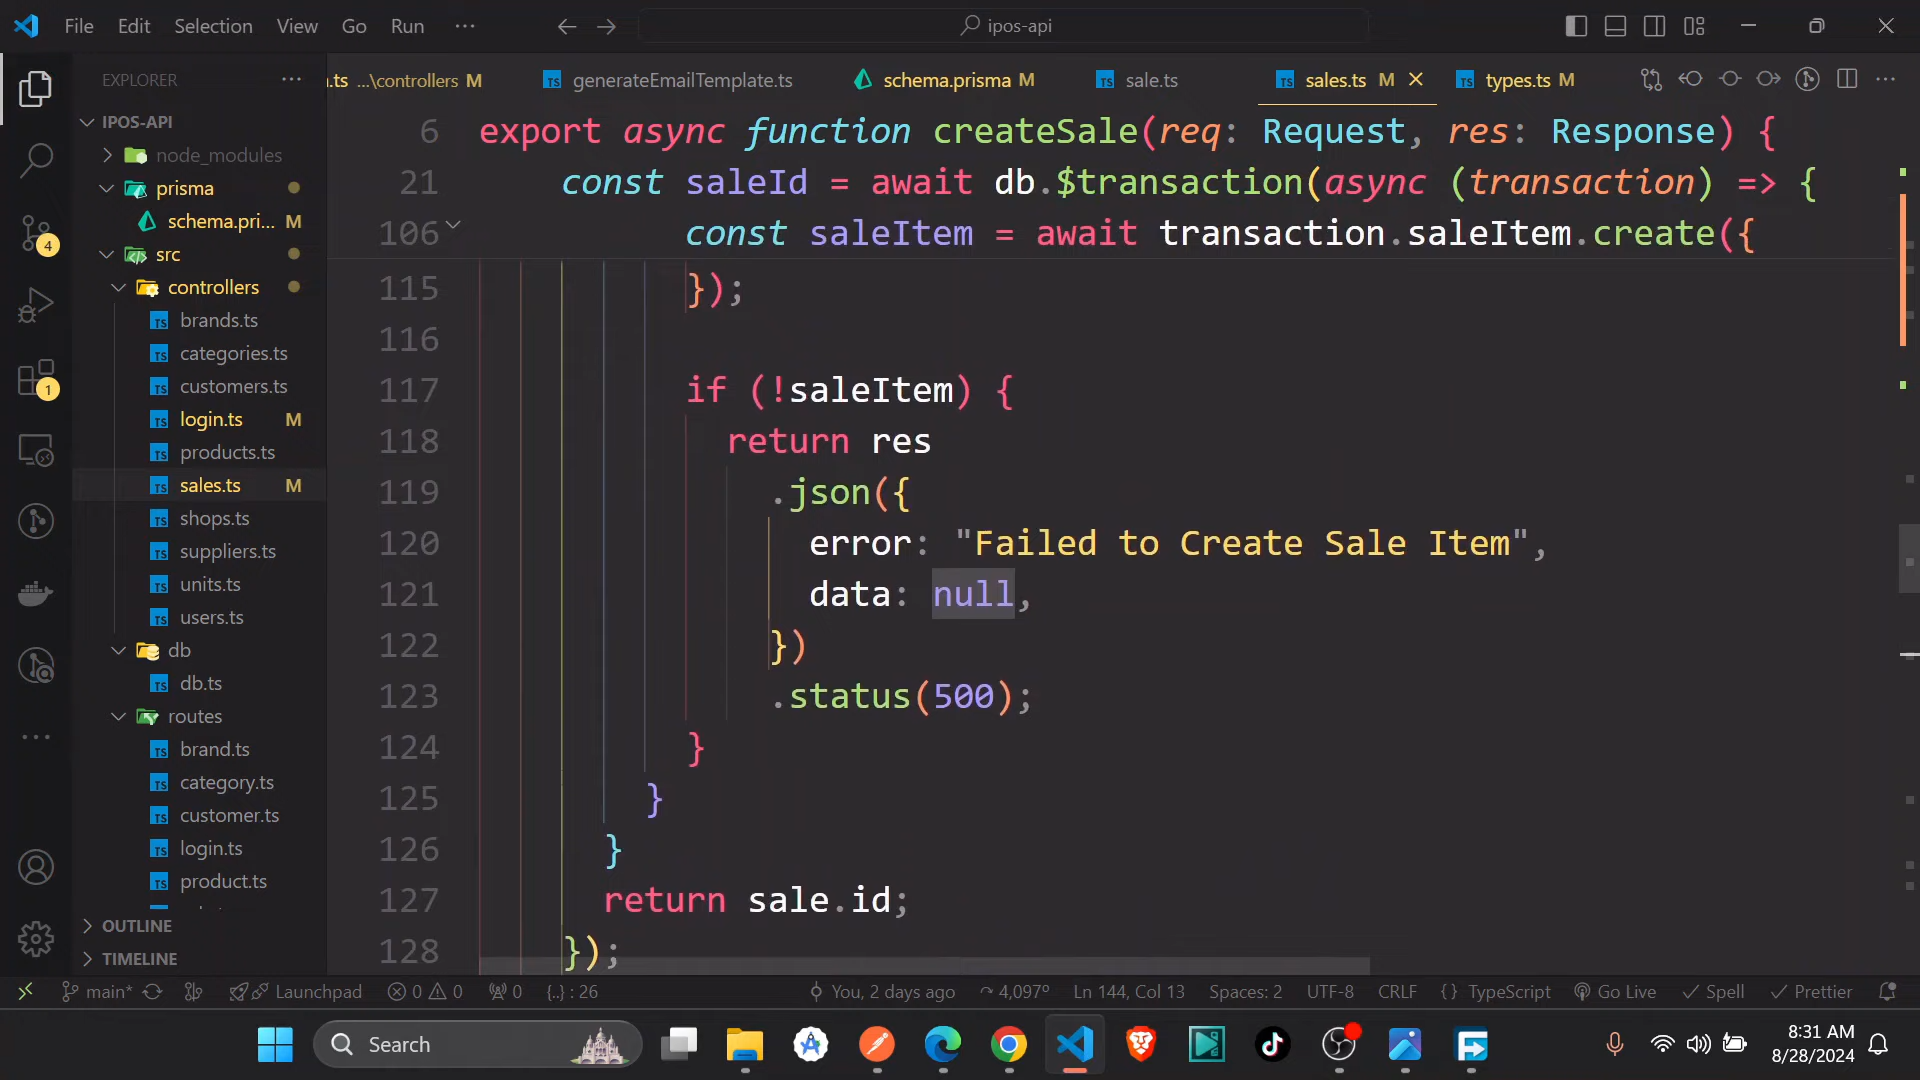 File Edit Selection View Go Run ··· ipos-api
EXPLORER ···
.ts ...\controllers M generateEmailTemplate.ts schema.prisma M sale.ts sales.ts M types.ts M ···
IPOS-API
node_modules
prisma
schema.pri... M
src
controllers
brands.ts
categories.ts
customers.ts
login.ts M
products.ts
sales.ts M
shops.ts
suppliers.ts
units.ts
users.ts
db
db.ts
routes
brand.ts
category.ts
customer.ts
login.ts
product.ts
OUTLINE
TIMELINE
4
1
6 export async function createSale(req: Request, res: Response) {
21 const saleId = await db.$transaction(async (transaction) => {
106 const saleItem = await transaction.saleItem.create({
115 });
116
117 if (!saleItem) {
118 return res
119 .json({
120 error: "Failed to Create Sale Item",
121 data: null,
122 })
123 .status(500);
124 }
125 }
126 }
127 return sale.id;
128 });
main* Launchpad 0 0 0 {..} : 26 You, 2 days ago 4,097º Ln 144, Col 13 Spaces: 2 UTF-8 CRLF {} TypeScript Go Live Spell Prettier
Search
8:31 AM
8/28/2024